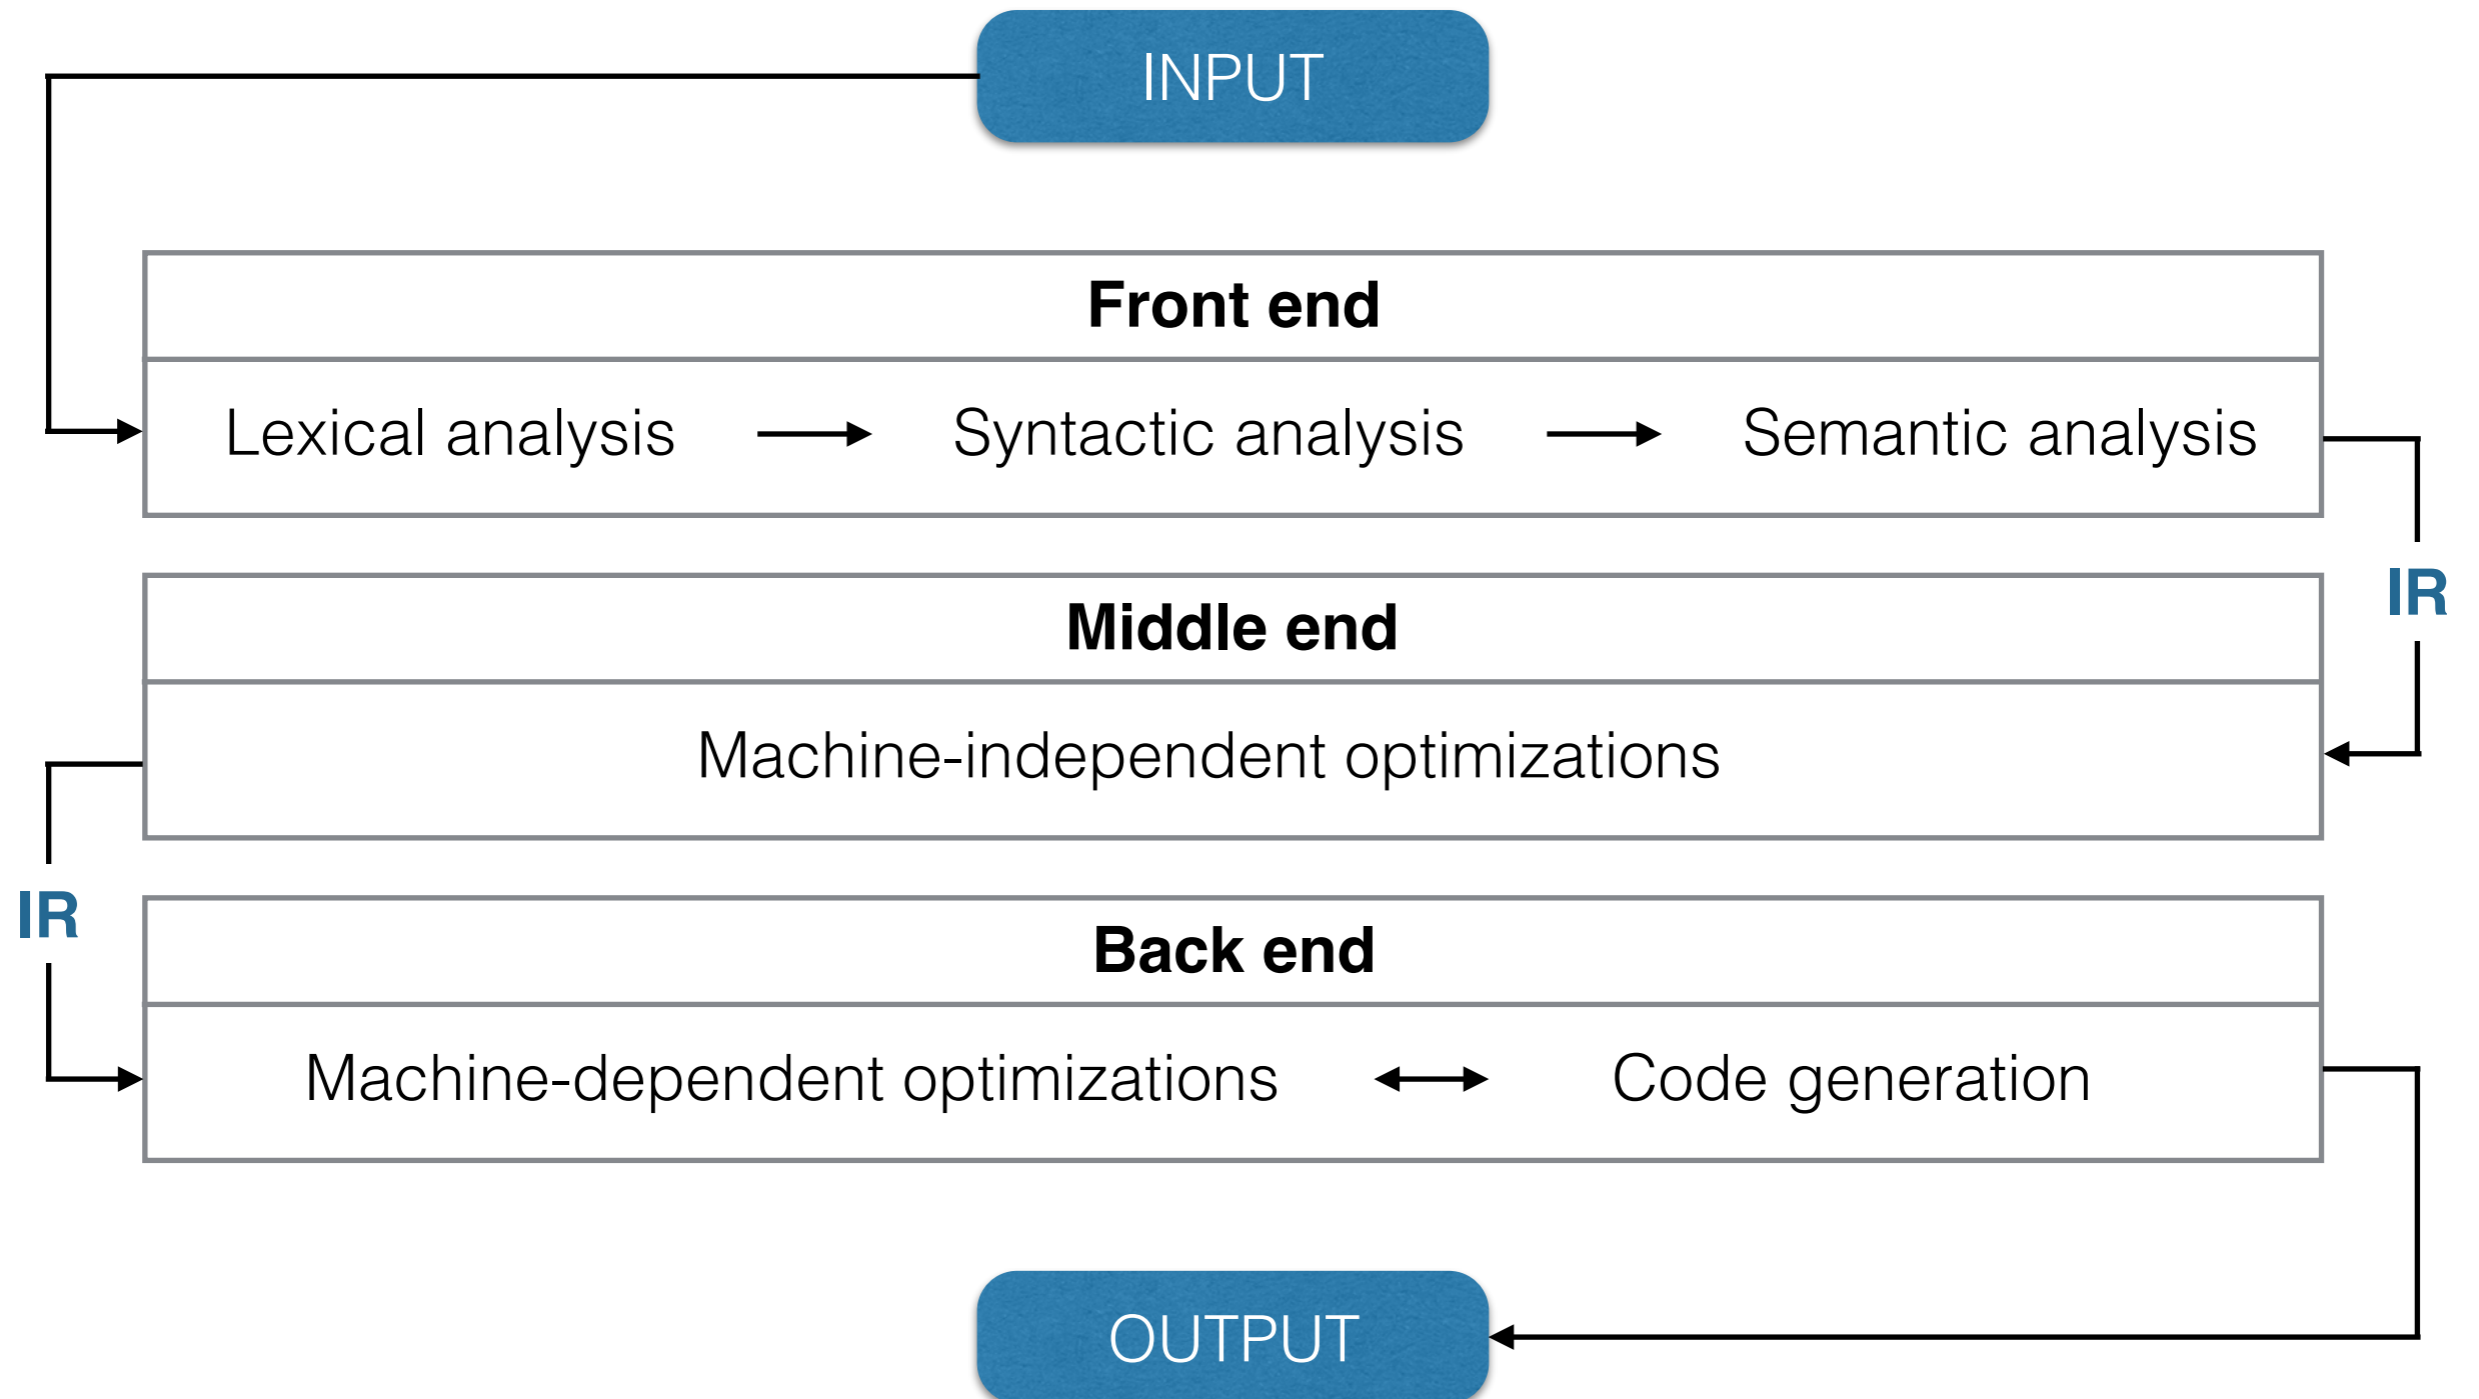 INPUT
Front end
Lexical analysis Syntactic analysis Semantic analysis
IR
Middle end
Machine-independent optimizations
IR
Back end
Machine-dependent optimizations Code generation
OUTPUT